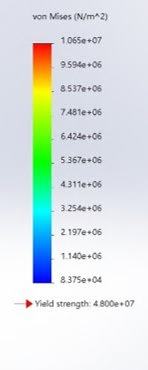 von Mises (N/m^2)
1.065e+07
9.594e+06
8.537e+06
7.481e+06
6.424e+06
5.367e+06
4.311e+06
3.254e+06
2.197e+06
1.140e+06
8.375e+04
Yield strength: 4.800e+07